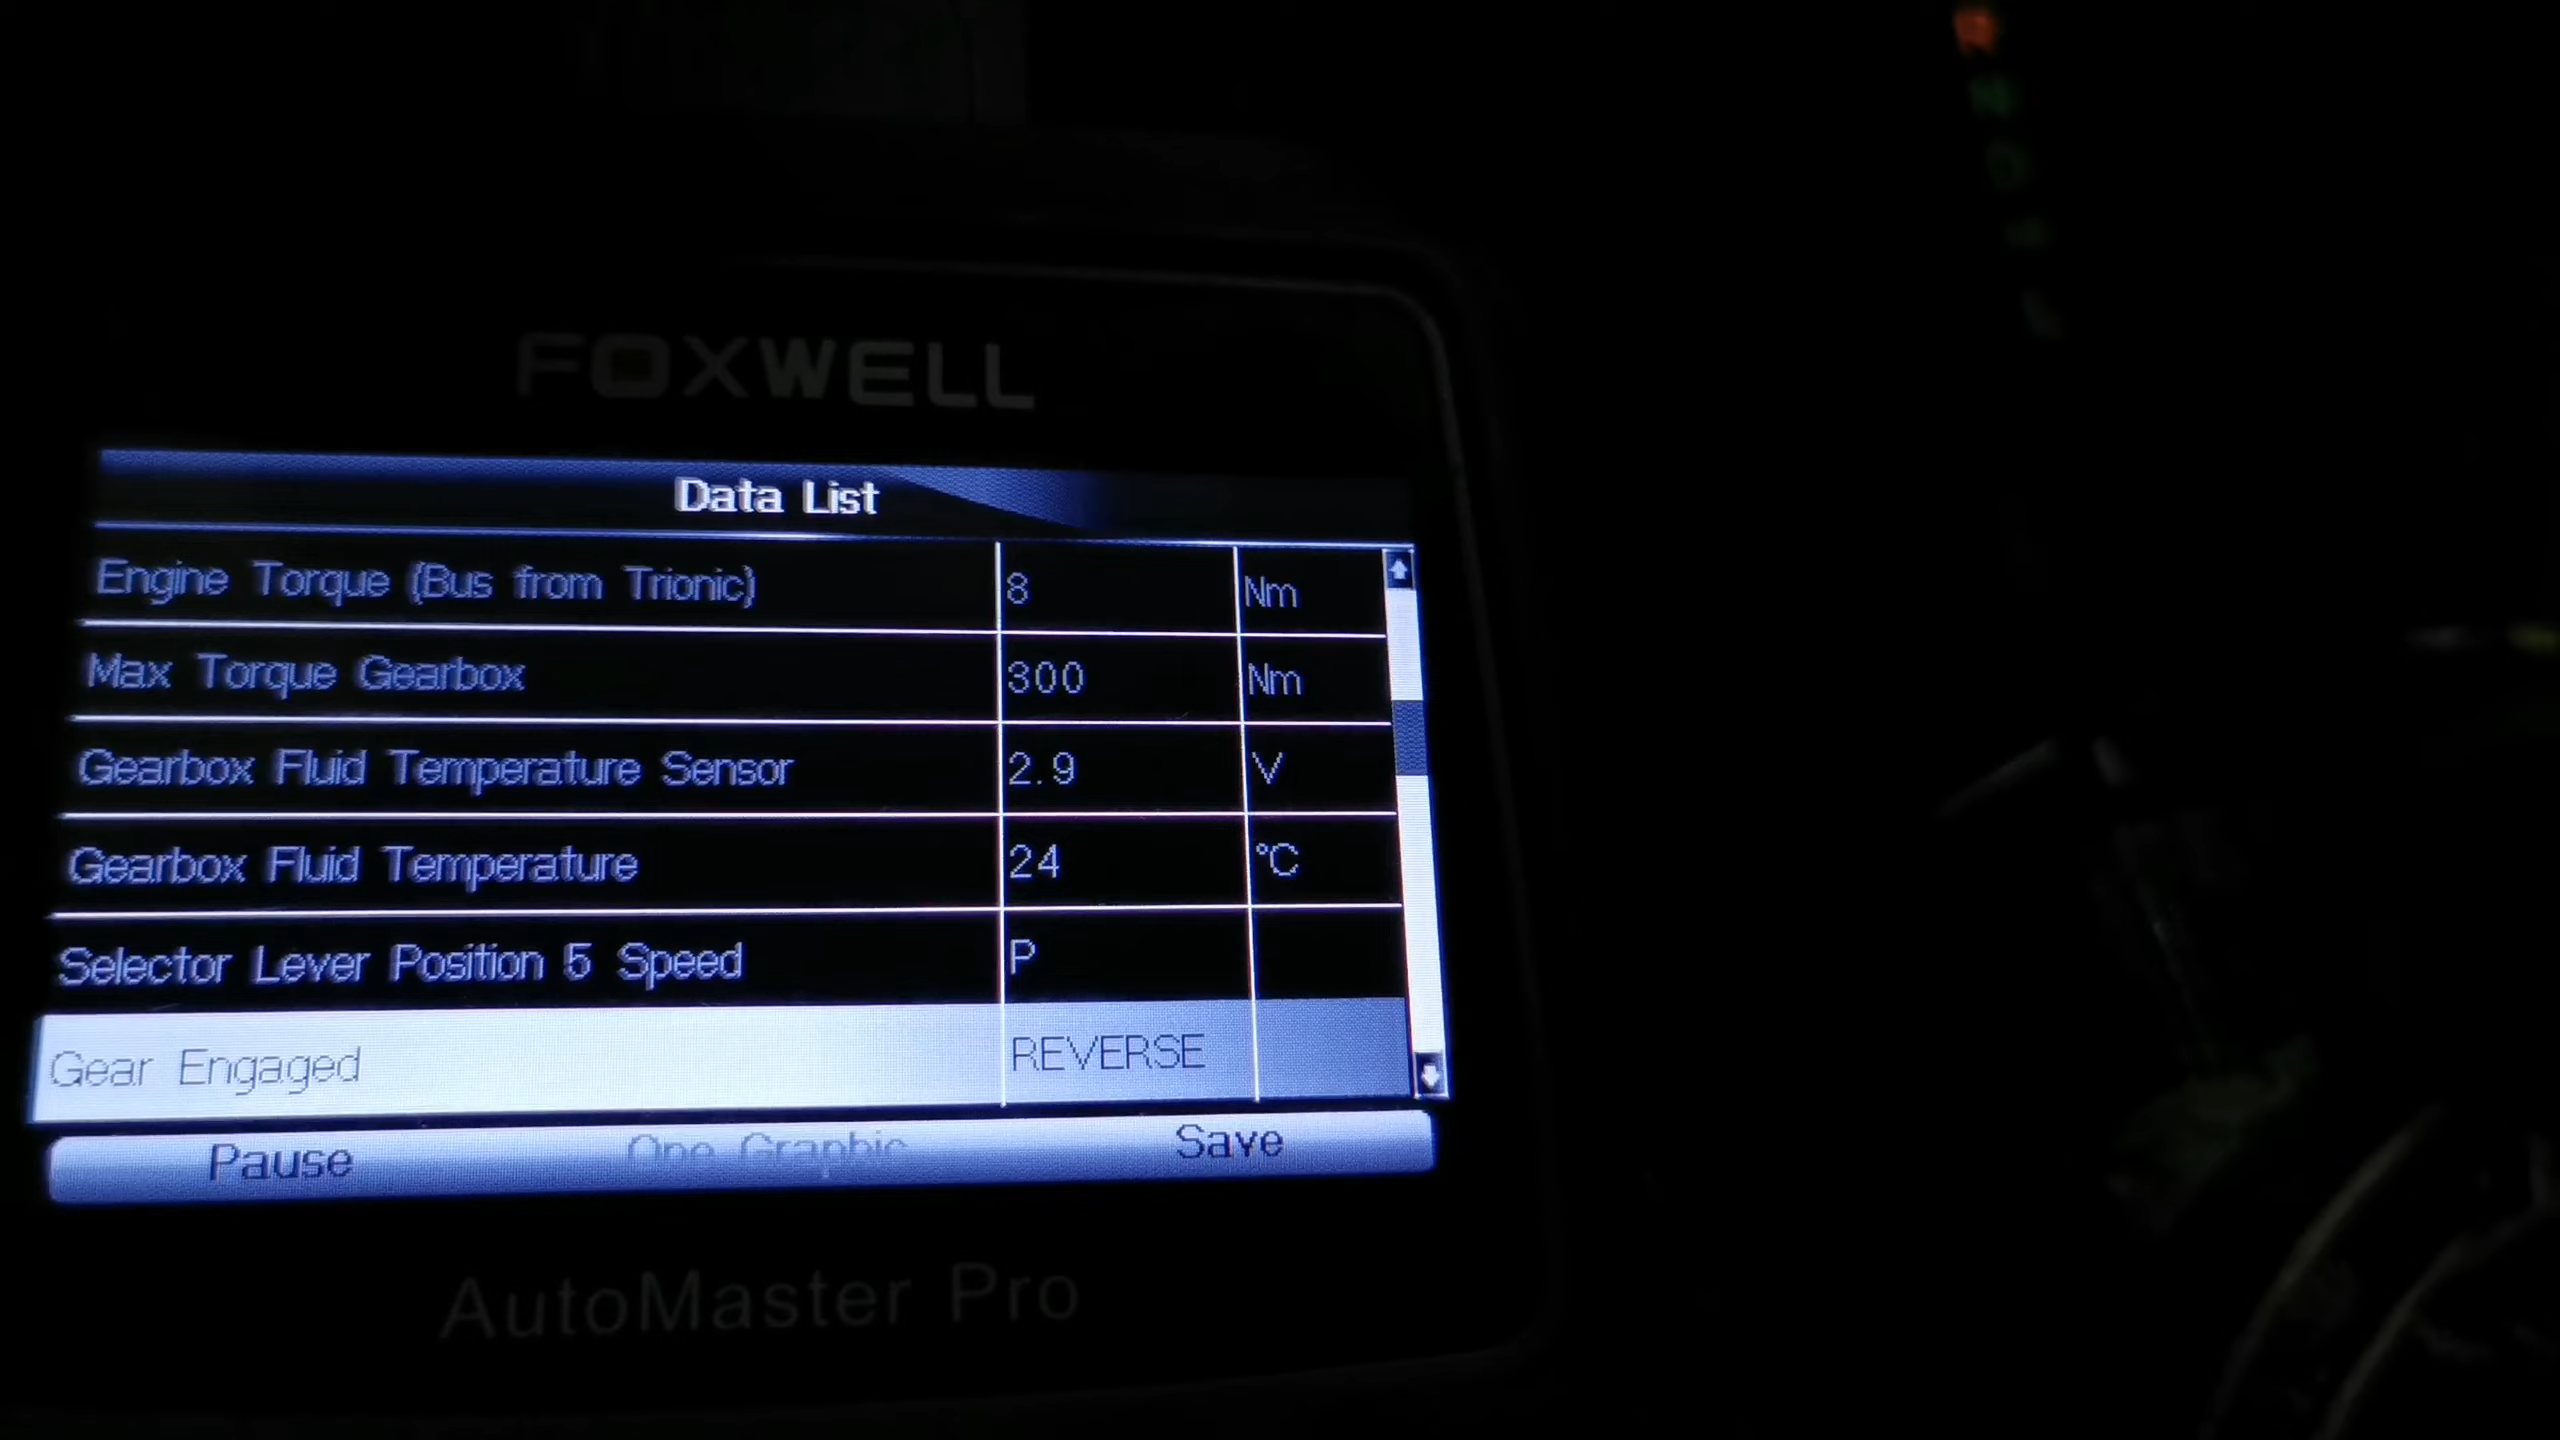 FOXWELL
Data List
Engine Torque (Bus from Trionic) 8 Nm
Max Torque Gearbox 300 Nm
Gearbox Fluid Temperature Sensor 2.9 V
Gearbox Fluid Temperature 24 °C
Selector Lever Position 5 Speed P
Gear Engaged REVERSE
Pause One Graphic Save
AutoMaster Pro